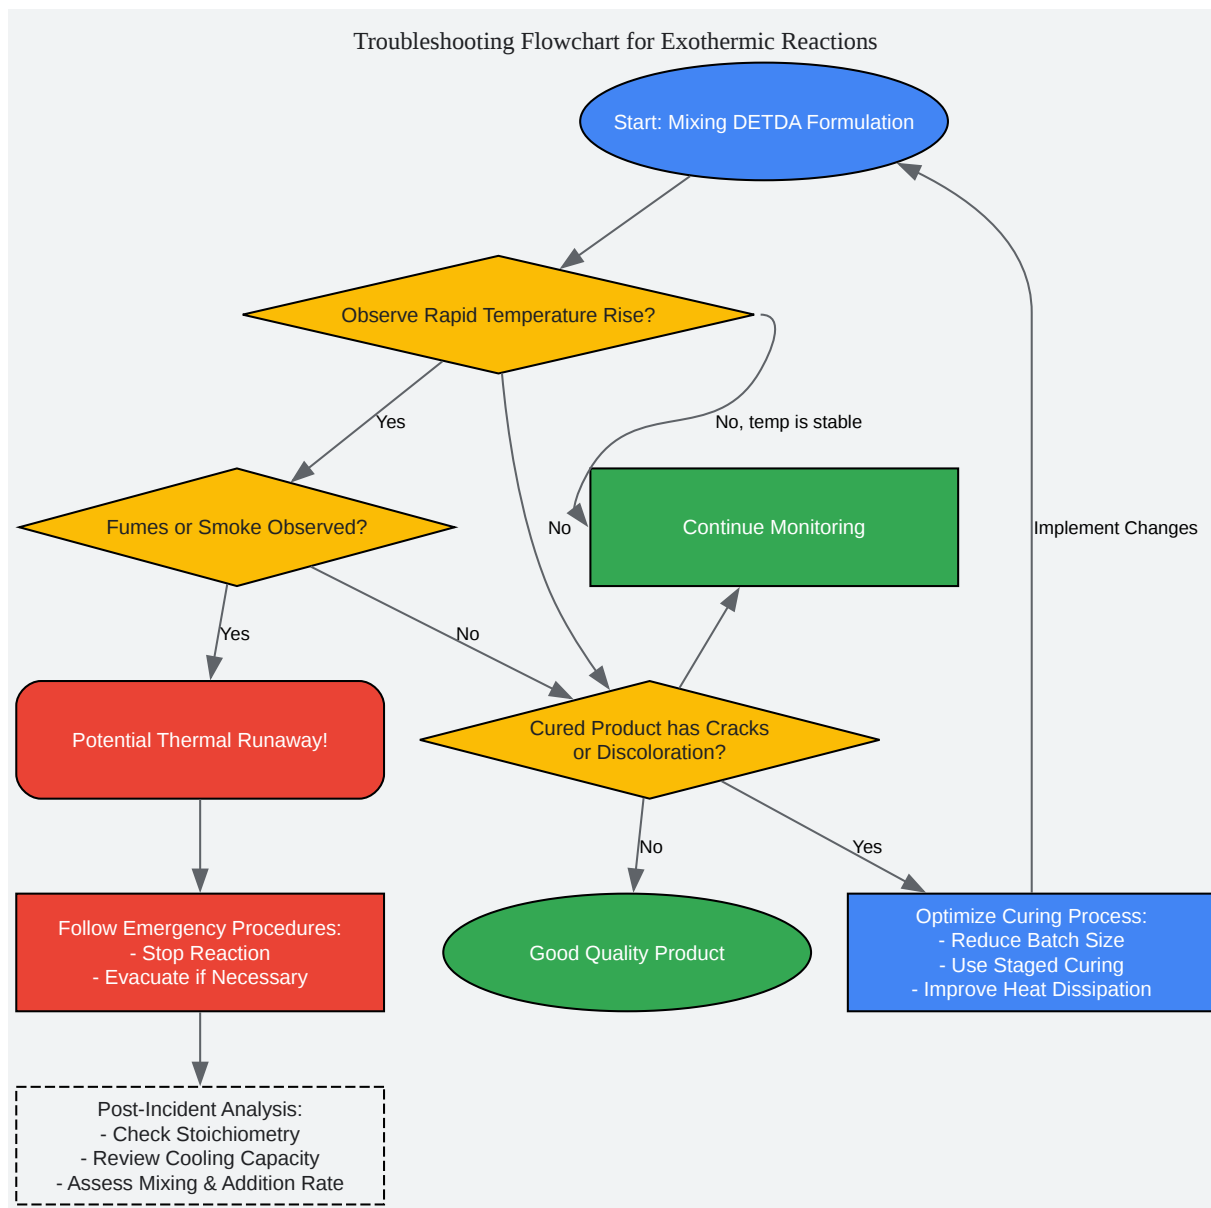 Troubleshooting Flowchart for Exothermic Reactions
Start: Mixing DETDA Formulation
Observe Rapid Temperature Rise?
Yes
No, temp is stable
Fumes or Smoke Observed?
No
Continue Monitoring
Implement Changes
Yes
No
Potential Thermal Runaway!
Cured Product has Cracks
or Discoloration?
No
Yes
Follow Emergency Procedures:
- Stop Reaction
- Evacuate if Necessary
Good Quality Product
Optimize Curing Process:
- Reduce Batch Size
- Use Staged Curing
- Improve Heat Dissipation
Post-Incident Analysis:
- Check Stoichiometry
- Review Cooling Capacity
- Assess Mixing & Addition Rate